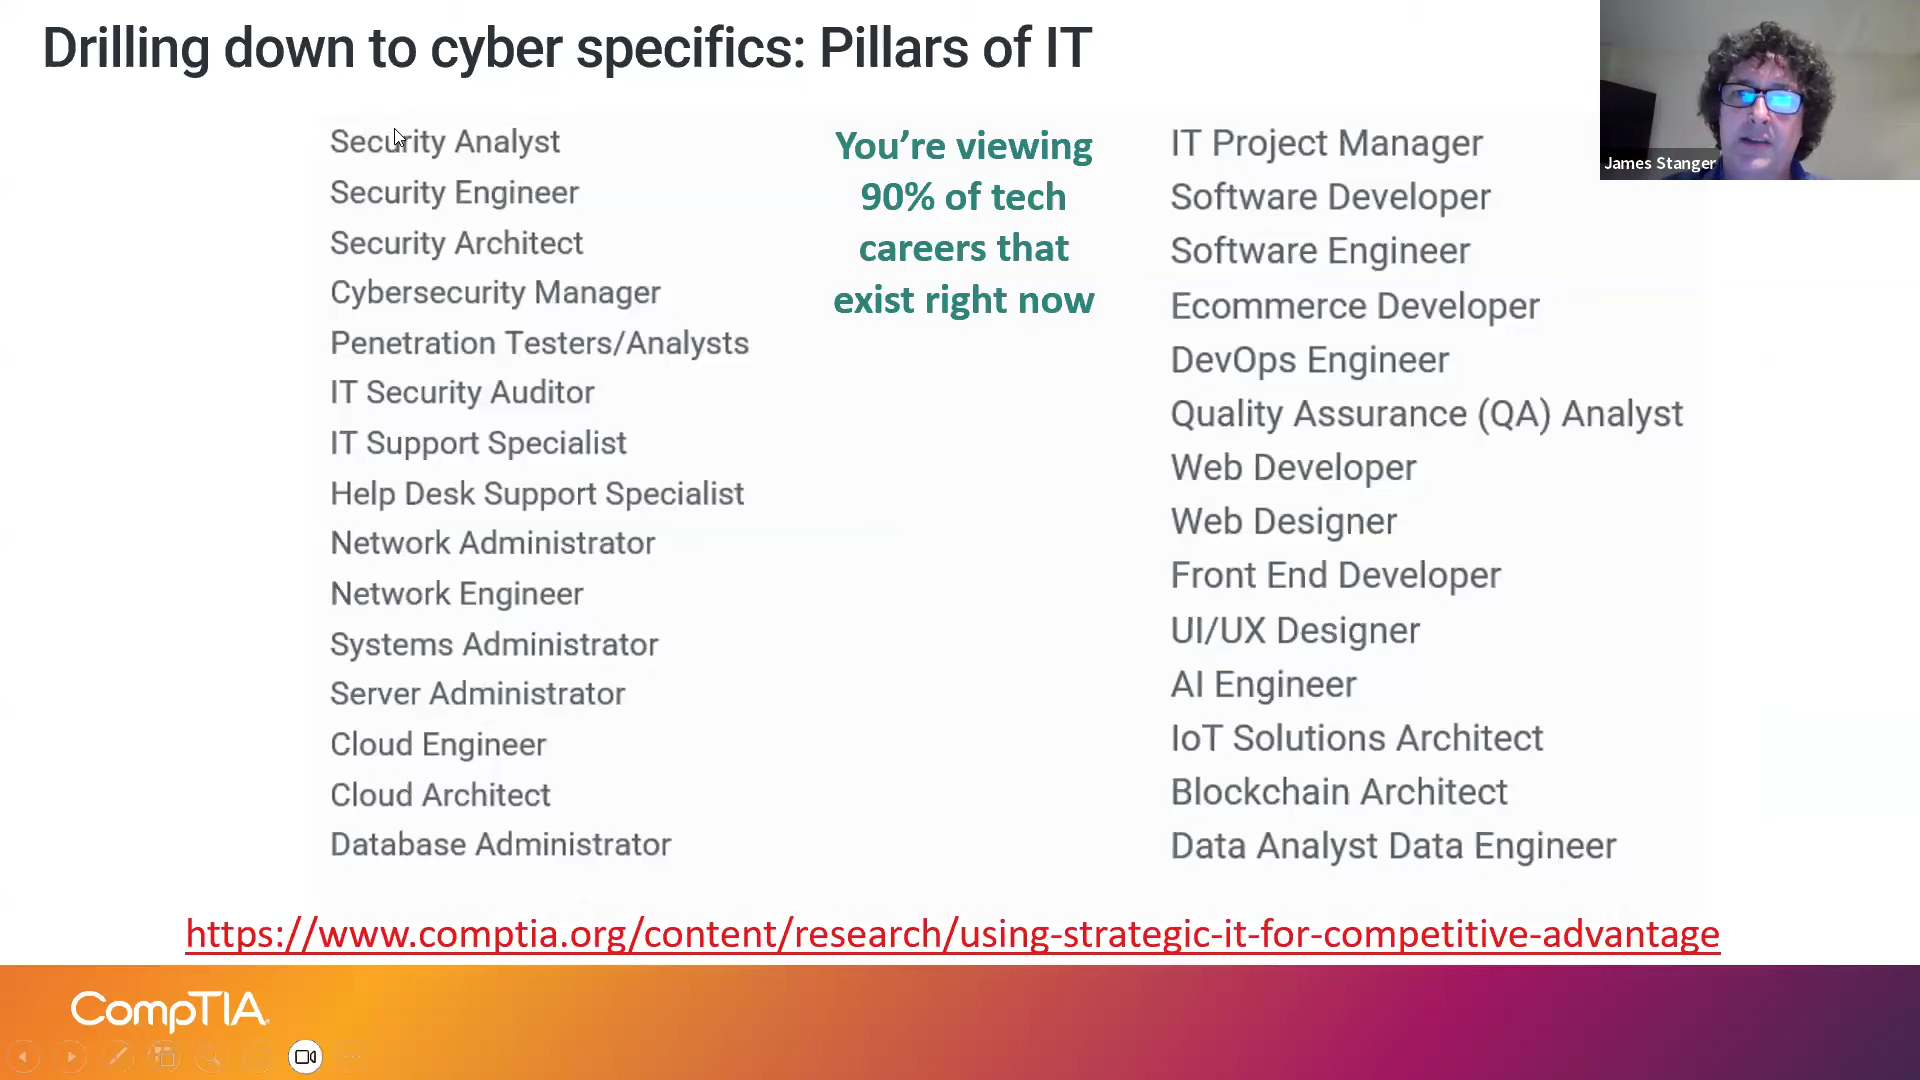 Drilling down to cyber specifics: Pillars of IT
James Stanger
Security Analyst
Security Engineer
Security Architect
Cybersecurity Manager
Penetration Testers/Analysts
IT Security Auditor
IT Support Specialist
Help Desk Support Specialist
Network Administrator
Network Engineer
Systems Administrator
Server Administrator
Cloud Engineer
Cloud Architect
Database Administrator
You’re viewing
90% of tech
careers that
exist right now
IT Project Manager
Software Developer
Software Engineer
Ecommerce Developer
DevOps Engineer
Quality Assurance (QA) Analyst
Web Developer
Web Designer
Front End Developer
UI/UX Designer
AI Engineer
IoT Solutions Architect
Blockchain Architect
Data Analyst Data Engineer
https://www.comptia.org/content/research/using-strategic-it-for-competitive-advantage
CompTIA